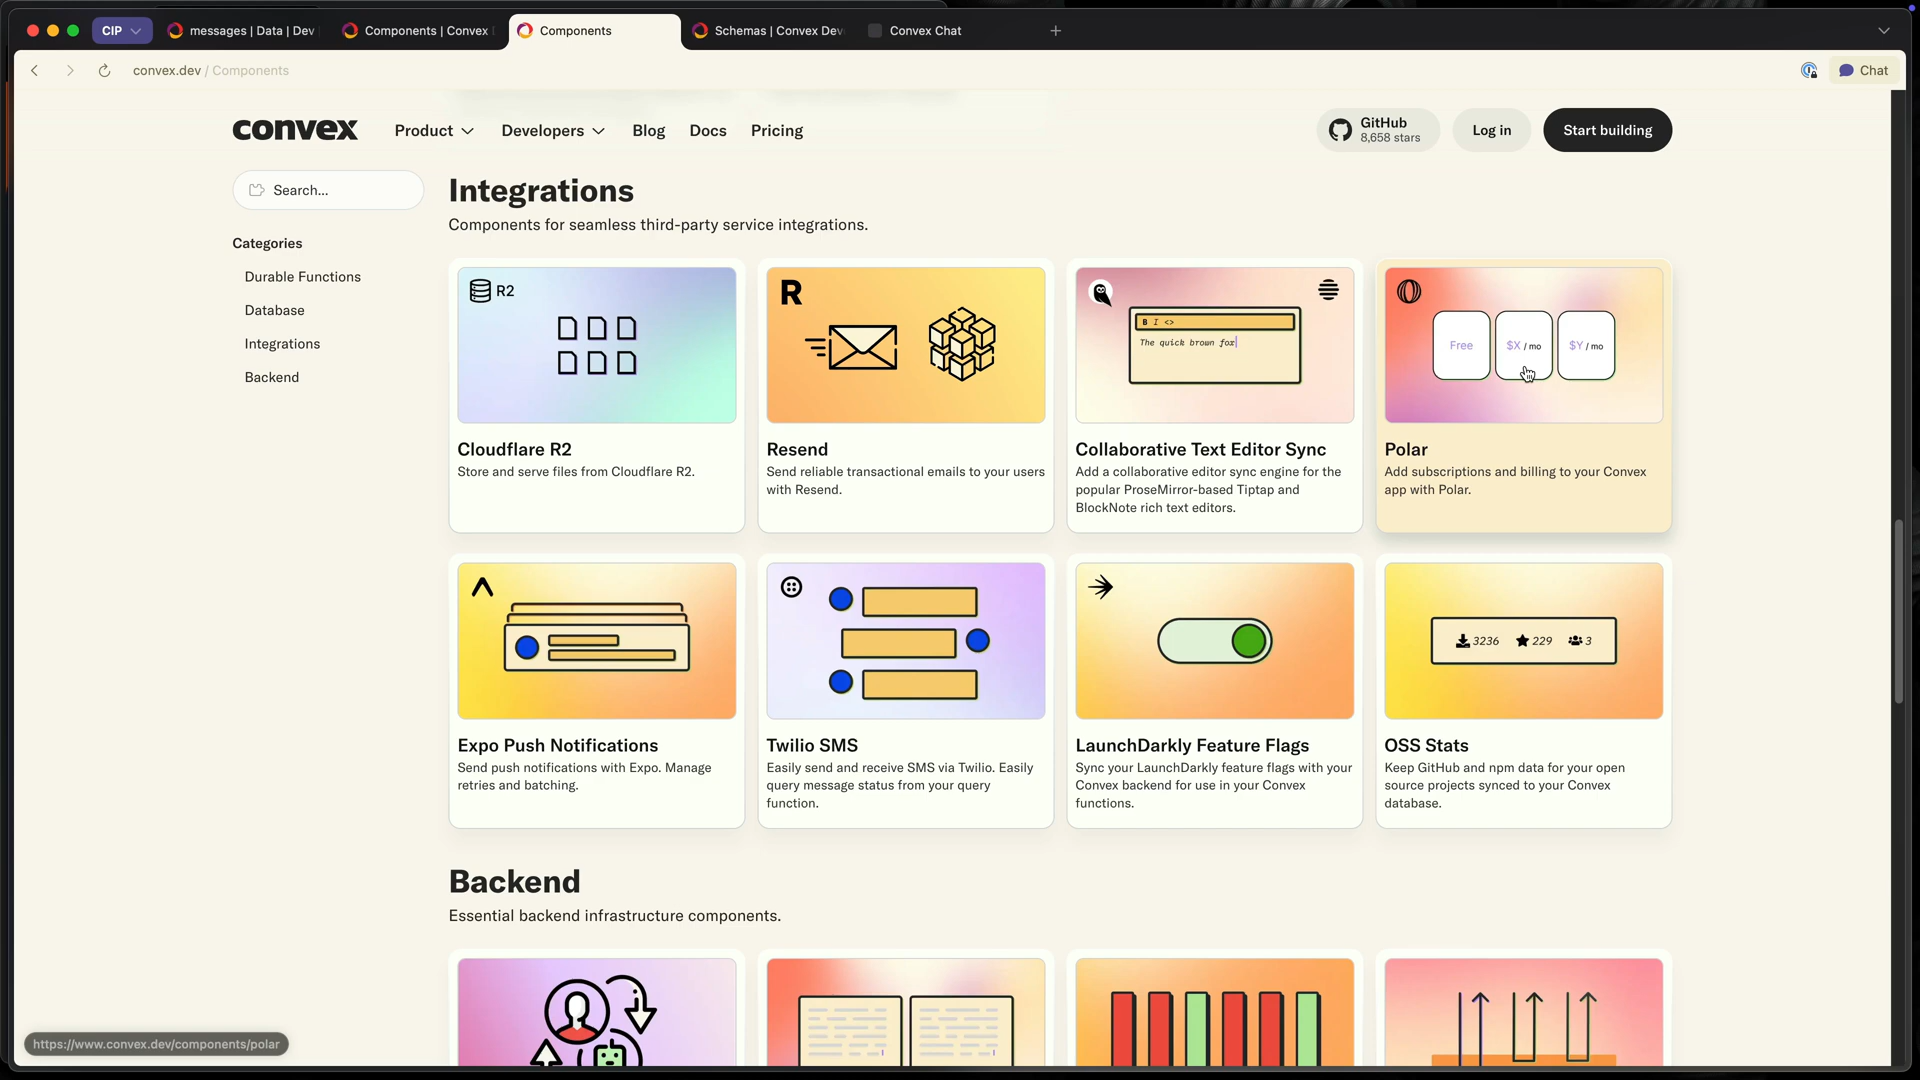 CIP
messages | Data | Dev
Components | Convex
Components
Schemas | Convex Dev
Convex Chat
convex.dev / Components
Chat
convex
Product
Developers
Blog
Docs
Pricing
GitHub
8,658 stars
Log in
Start building
Search...
Categories
Durable Functions
Database
Integrations
Backend
Integrations
Components for seamless third-party service integrations.
R2
Cloudflare R2
Store and serve files from Cloudflare R2.
R
Resend
Send reliable transactional emails to your users
with Resend.
B I <>
The quick brown fox
Collaborative Text Editor Sync
Add a collaborative editor sync engine for the
popular ProseMirror-based Tiptap and
BlockNote rich text editors.
Free
$X / mo
$Y / mo
Polar
Add subscriptions and billing to your Convex
app with Polar.
Expo Push Notifications
Send push notifications with Expo. Manage
retries and batching.
Twilio SMS
Easily send and receive SMS via Twilio. Easily
query message status from your query
function.
LaunchDarkly Feature Flags
Sync your LaunchDarkly feature flags with your
Convex backend for use in your Convex
functions.
3236
229
3
OSS Stats
Keep GitHub and npm data for your open
source projects synced to your Convex
database.
Backend
Essential backend infrastructure components.
https://www.convex.dev/components/polar